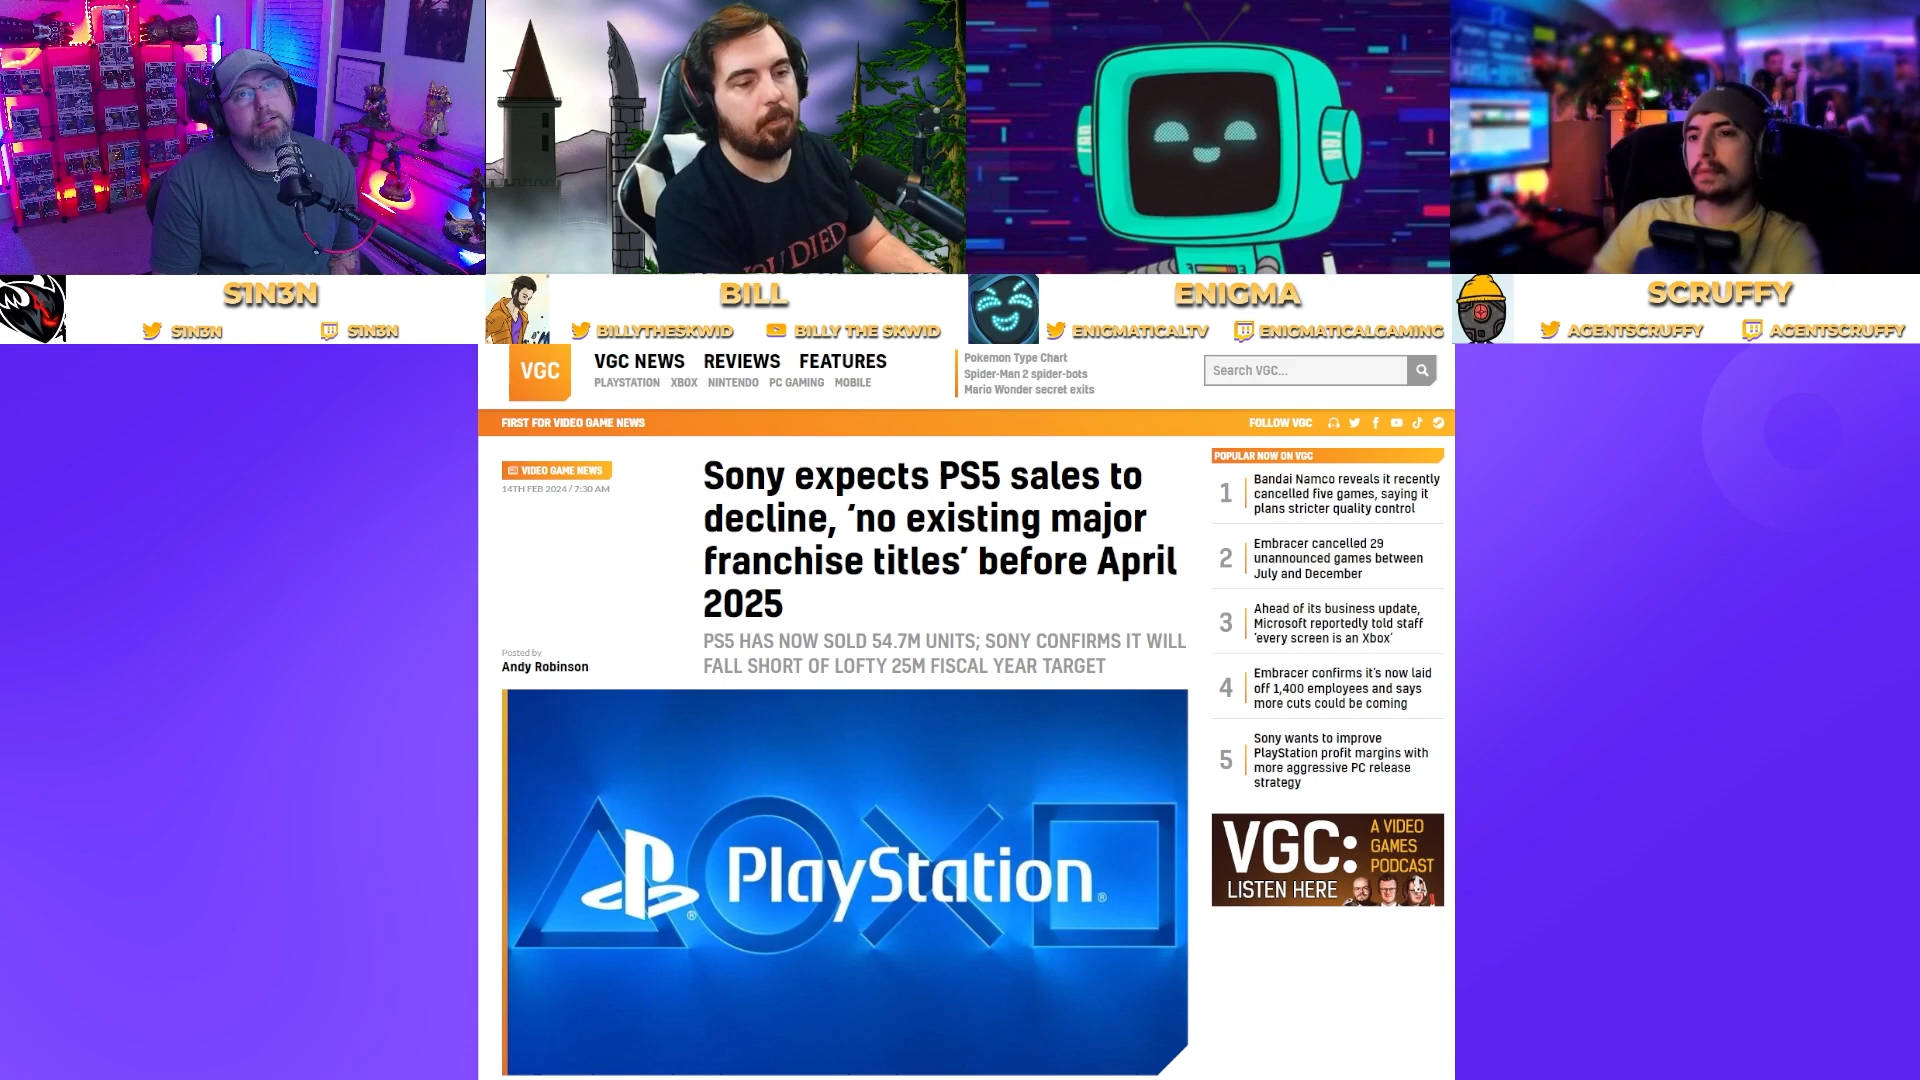 YOU DIED
S1N3N
S1N3N
S1N3N
BILL
BILLYTHESKWID
BILLY THE SKWID
ENIGMA
ENIGMATICALTV
ENIGMATICALGAMING
SCRUFFY
AGENTSCRUFFY
AGENTSCRUFFY
VGC
VGC NEWS REVIEWS FEATURES
PLAYSTATION XBOX NINTENDO PC GAMING MOBILE
Pokemon Type Chart
Spider-Man 2 spider-bots
Mario Wonder secret exits
Search VGC...
FIRST FOR VIDEO GAME NEWS
FOLLOW VGC
VIDEO GAME NEWS
14TH FEB 2024 / 7:30 AM
Sony expects PS5 sales to
decline, ‘no existing major
franchise titles’ before April
2025
PS5 HAS NOW SOLD 54.7M UNITS; SONY CONFIRMS IT WILL
FALL SHORT OF LOFTY 25M FISCAL YEAR TARGET
Posted by
Andy Robinson
PlayStation®
POPULAR NOW ON VGC
1
Bandai Namco reveals it recently
cancelled five games, saying it
plans stricter quality control
2
Embracer cancelled 29
unannounced games between
July and December
3
Ahead of its business update,
Microsoft reportedly told staff
‘every screen is an Xbox’
4
Embracer confirms it’s now laid
off 1,400 employees and says
more cuts could be coming
5
Sony wants to improve
PlayStation profit margins with
more aggressive PC release
strategy
VGC:
A VIDEO
GAMES
PODCAST
LISTEN HERE